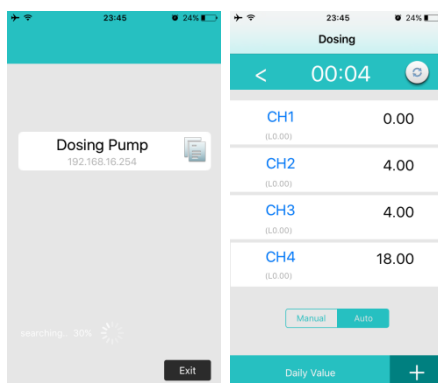 23:45
24%
Dosing Pump
192.168.16.254
searching... 30%
Exit
23:45
24%
Dosing
< 00:04
CH1 0.00
(L0.00)
CH2 4.00
(L0.00)
CH3 4.00
(L0.00)
CH4 18.00
(L0.00)
Manual Auto
Daily Value +